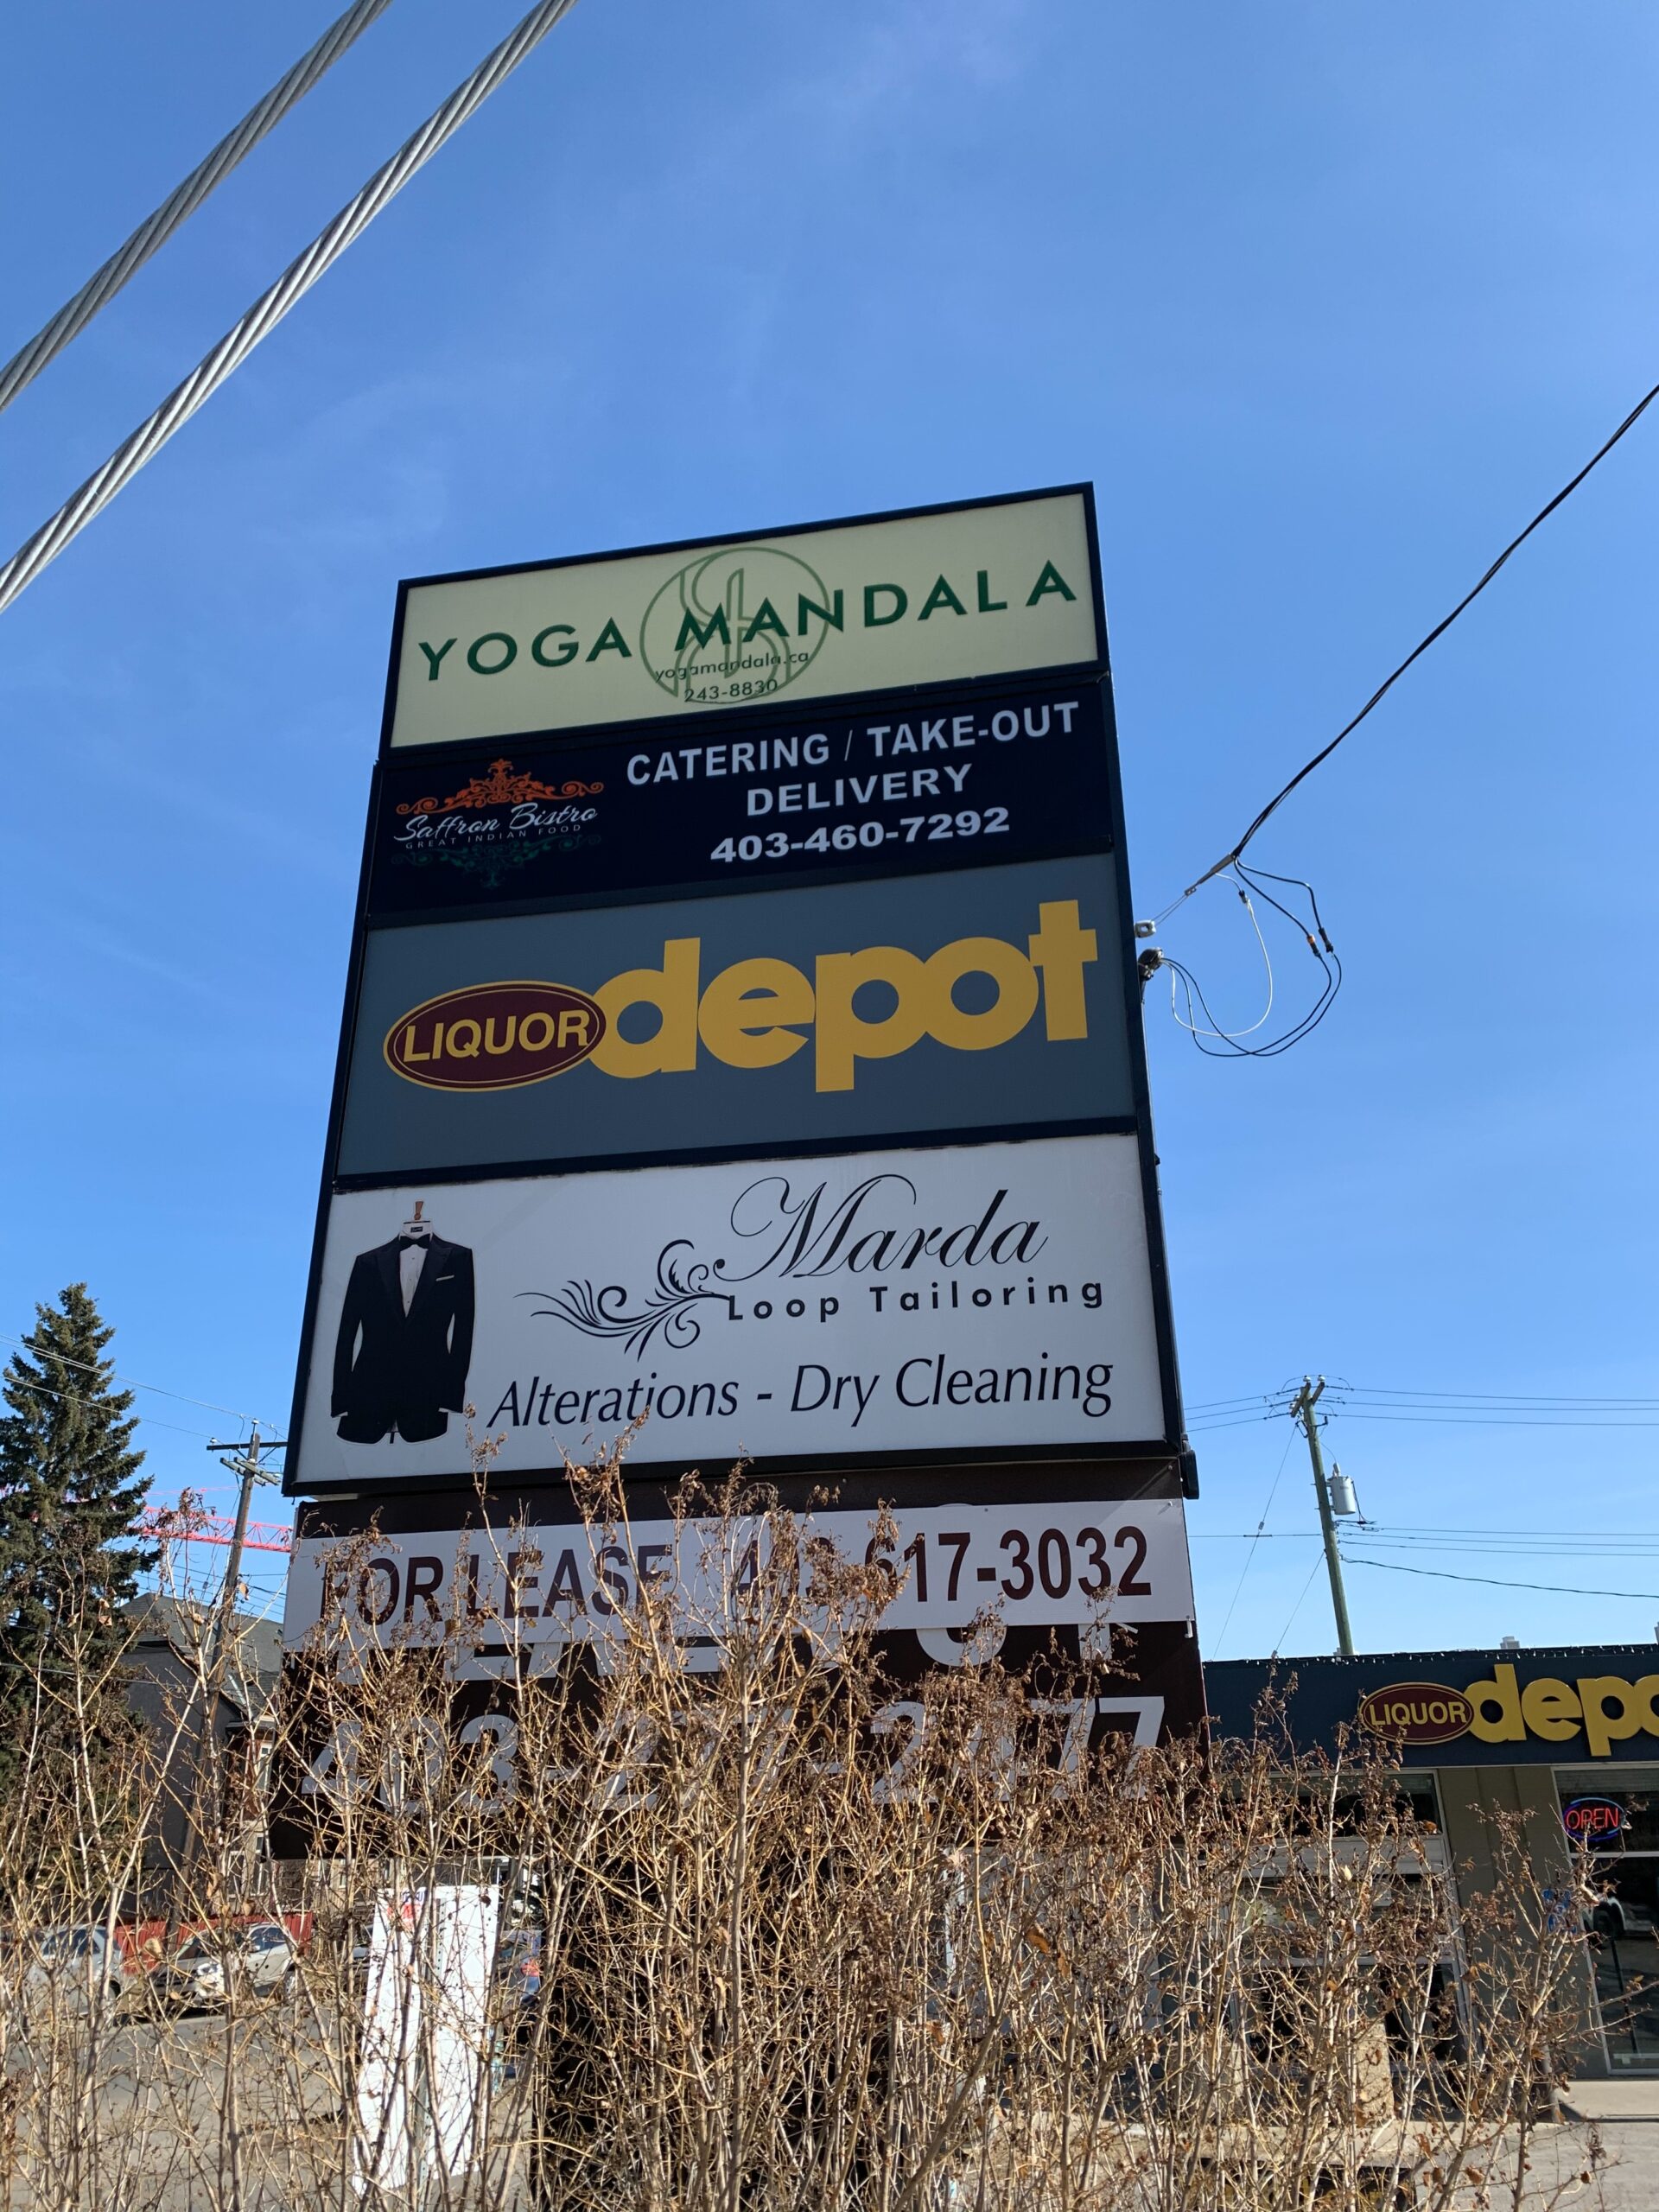 YOGA MANDALA
yogamandala.ca
243-8830
Saffron Bistro
GREAT INDIAN FOOD
CATERING / TAKE-OUT
DELIVERY
403-460-7292
LIQUOR depot
Marda
Loop Tailoring
Alterations - Dry Cleaning
FOR LEASE 403-617-3032
LIQUOR depo
OPEN